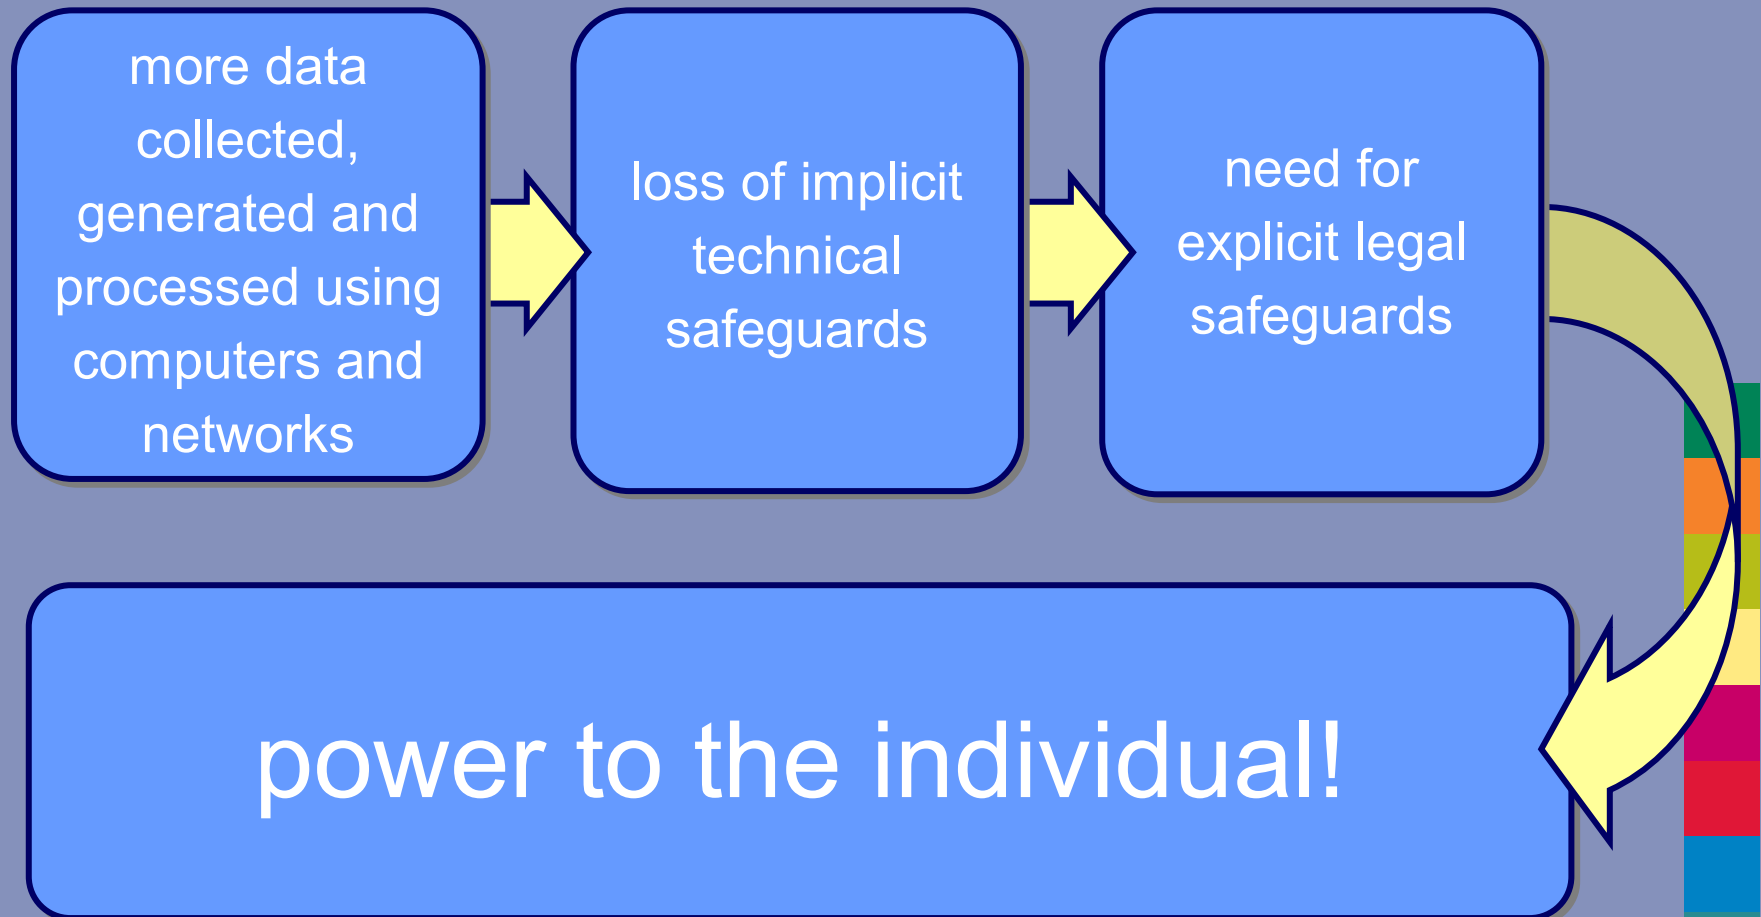 more data
collected,
generated and
processed using
computers and
networks
loss of implicit
technical
safeguards
need for
explicit legal
safeguards
power to the individual!